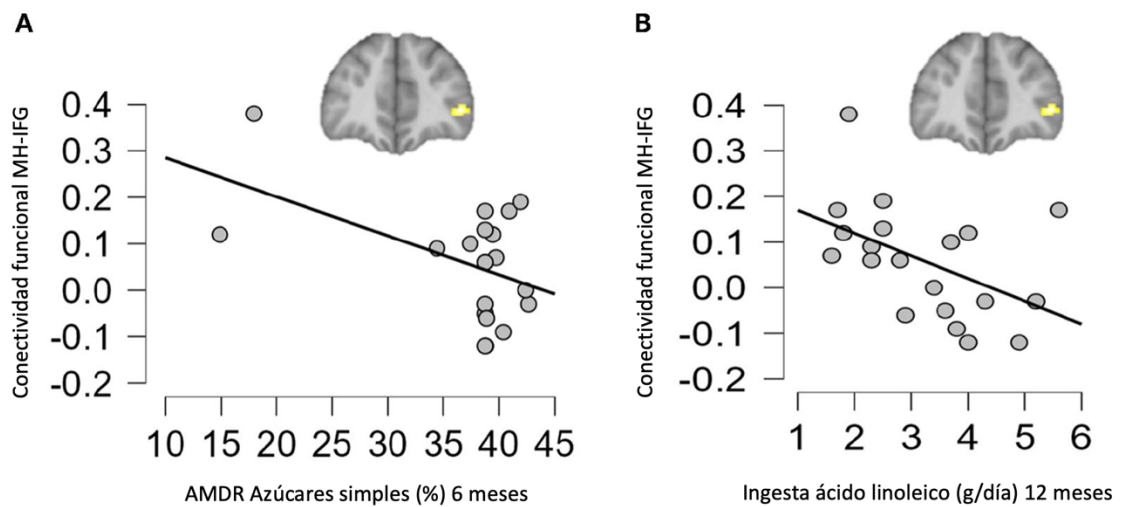 A
Conectividad funcional MH-IFG
0.4
0.3
0.2
0.1
0.0
-0.1
-0.2
10 15 20 25 30 35 40 45
AMDR Azúcares simples (%) 6 meses
B
Conectividad funcional MH-IFG
0.4
0.3
0.2
0.1
0.0
-0.1
-0.2
1 2 3 4 5 6
Ingesta ácido linoleico (g/día) 12 meses